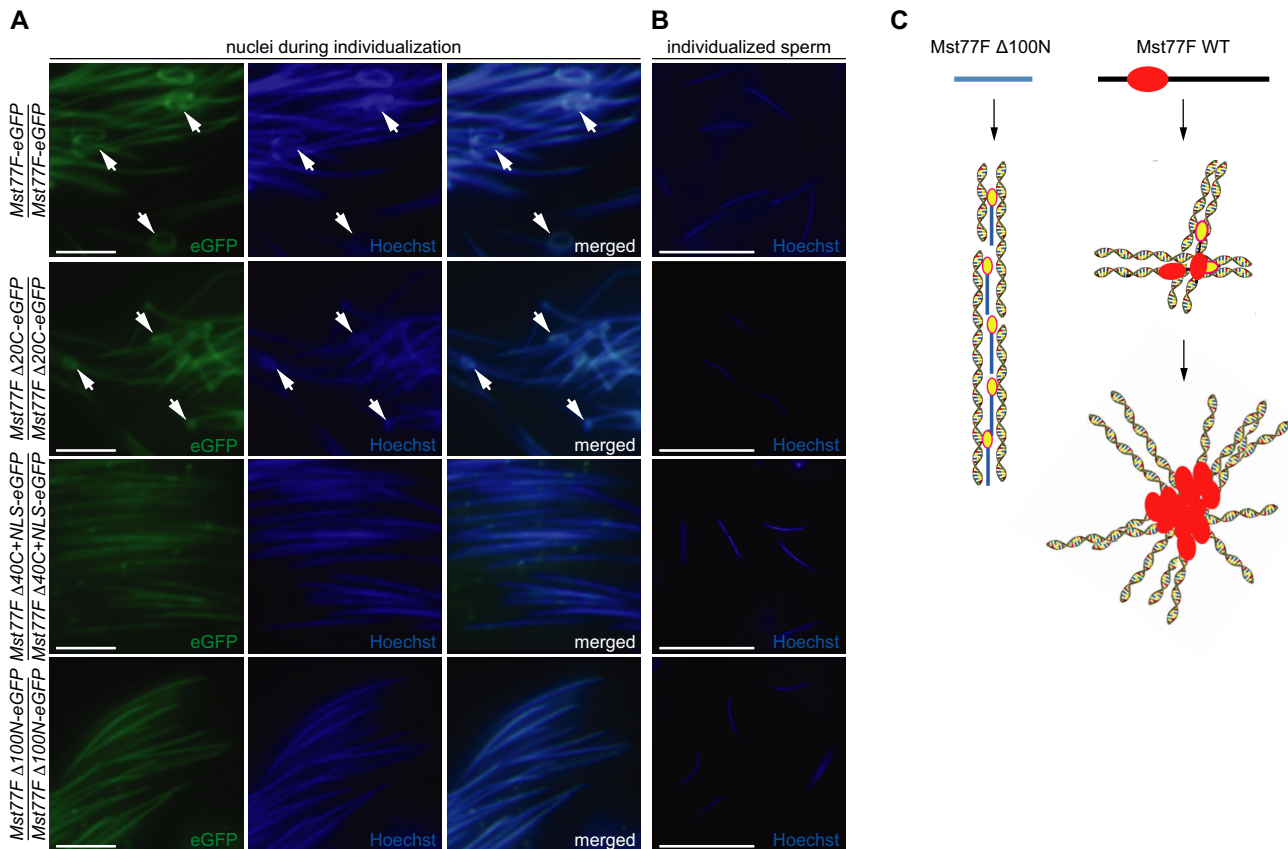 A
B
C
nuclei during individualization
individualized sperm
Mst77F Δ100N
Mst77F WT
Mst77F-eGFP
Mst77F-eGFP
eGFP
Hoechst
merged
Hoechst
Mst77F Δ20C-eGFP
Mst77F Δ20C-eGFP
eGFP
Hoechst
merged
Hoechst
Mst77F Δ40C+NLS-eGFP
Mst77F Δ40C+NLS-eGFP
eGFP
Hoechst
merged
Hoechst
Mst77F Δ100N-eGFP
Mst77F Δ100N-eGFP
eGFP
Hoechst
merged
Hoechst